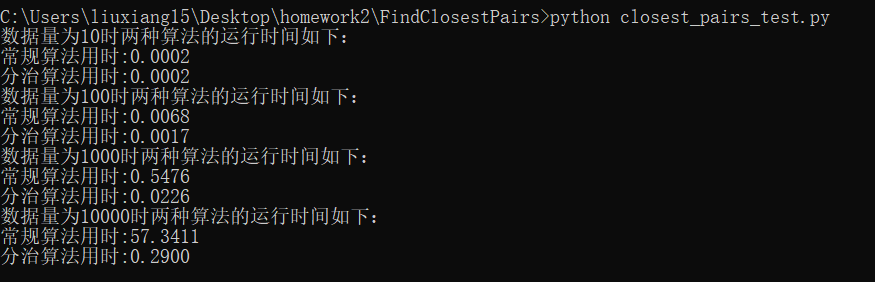 C:\Users\liuxiang15\Desktop\homework2\FindClosestPairs>python closest_pairs_test.py
数据量为10时两种算法的运行时间如下:
常规算法用时:0.0002
分治算法用时:0.0002
数据量为100时两种算法的运行时间如下:
常规算法用时:0.0068
分治算法用时:0.0017
数据量为1000时两种算法的运行时间如下:
常规算法用时:0.5476
分治算法用时:0.0226
数据量为10000时两种算法的运行时间如下:
常规算法用时:57.3411
分治算法用时:0.2900